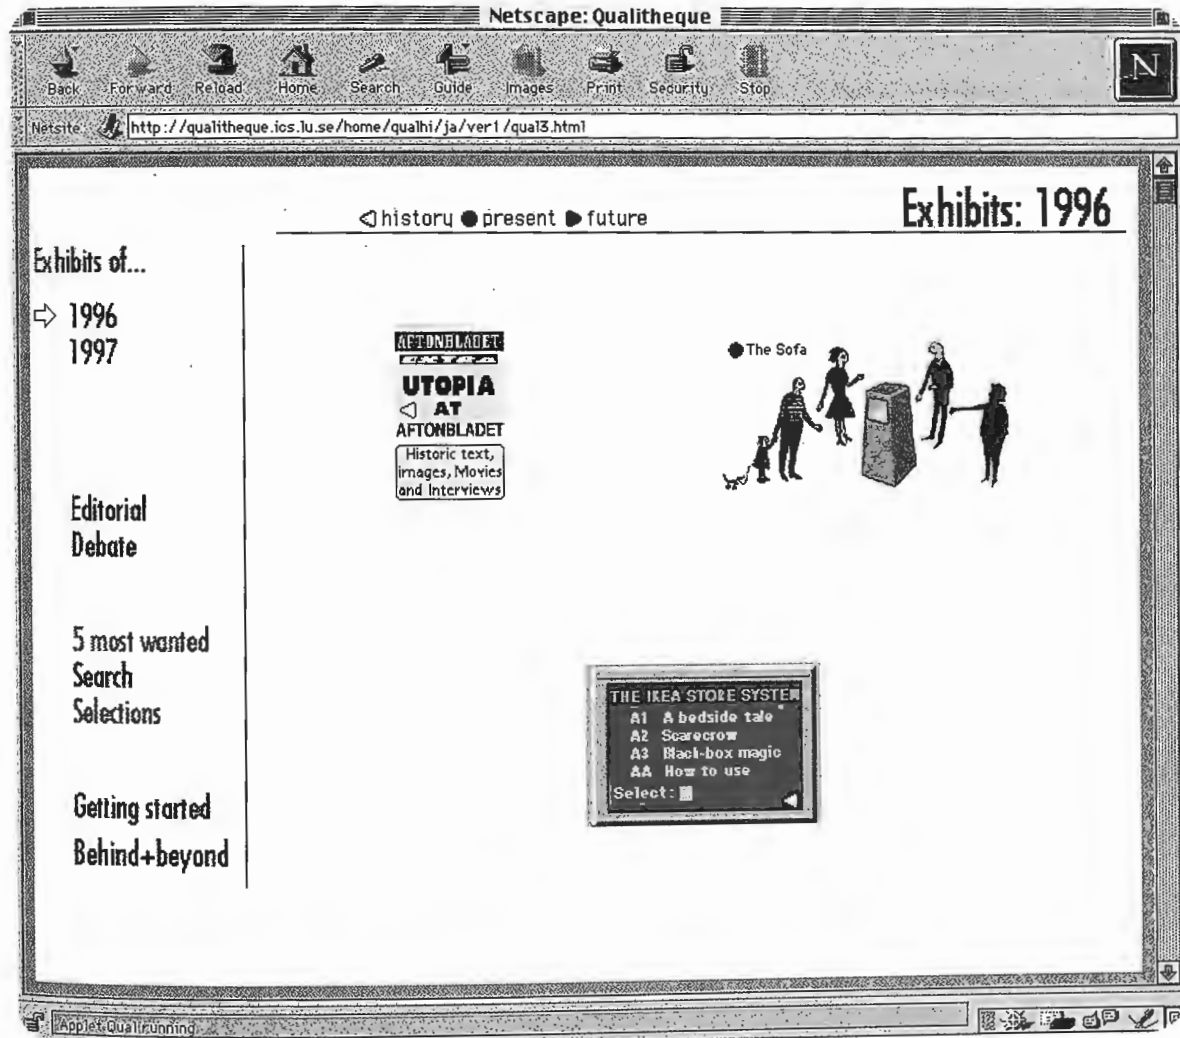 Netscape: Qualitheque
Back Forward Reload Home Search Guide Images Print Security Stop
N
Netsite: http://qualitheque.ics.lu.se/home/qualhi/ja/ver1/qual3.html
history present future
Exhibits: 1996
Exhibits of...
1996
1997
Editorial
Debate
5 most wanted
Search
Selections
Getting started
Behind+beyond
AFTONBLADET
EXTRA
UTOPIA
AT
AFTONBLADET
Historic text,
images, Movies
and Interviews
The Sofa
THE IKEA STORE SYSTEM
A1 A bedside tale
A2 Scarecrow
A3 Black-box magic
AA How to use
Select:
Applet Qual running